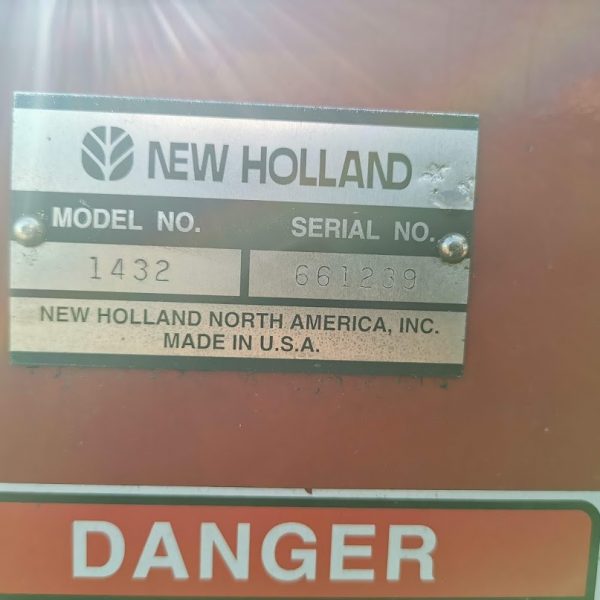 NEW HOLLAND
MODEL NO. SERIAL NO.
1432 661239
NEW HOLLAND NORTH AMERICA, INC.
MADE IN U.S.A.
DANGER